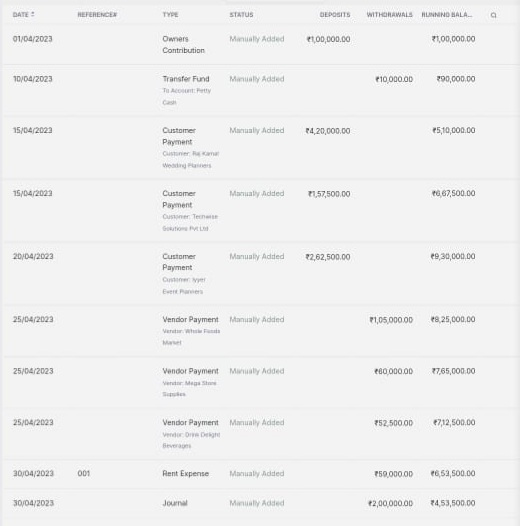 DATE REFERENCE# TYPE STATUS DEPOSITS WITHDRAWALS RUNNING BALA...
01/04/2023 Owners Manually Added ₹1,00,000.00 ₹1,00,000.00
Contribution
10/04/2023 Transfer Fund Manually Added ₹10,000.00 ₹90,000.00
To Account: Petty
Cash
15/04/2023 Customer Manually Added ₹4,20,000.00 ₹5,10,000.00
Payment
Customer: Raj Kamal
Wedding Planners
15/04/2023 Customer Manually Added ₹1,57,500.00 ₹6,67,500.00
Payment
Customer: Techwise
Solutions Pvt Ltd
20/04/2023 Customer Manually Added ₹2,62,500.00 ₹9,30,000.00
Payment
Customer: Iyyer
Event Planners
25/04/2023 Vendor Payment Manually Added ₹1,05,000.00 ₹8,25,000.00
Vendor: Whole Foods
Market
25/04/2023 Vendor Payment Manually Added ₹60,000.00 ₹7,65,000.00
Vendor: Mega Store
Supplies
25/04/2023 Vendor Payment Manually Added ₹52,500.00 ₹7,12,500.00
Vendor: Drink Delight
Beverages
30/04/2023 001 Rent Expense Manually Added ₹59,000.00 ₹6,53,500.00
30/04/2023 Journal Manually Added ₹2,00,000.00 ₹4,53,500.00